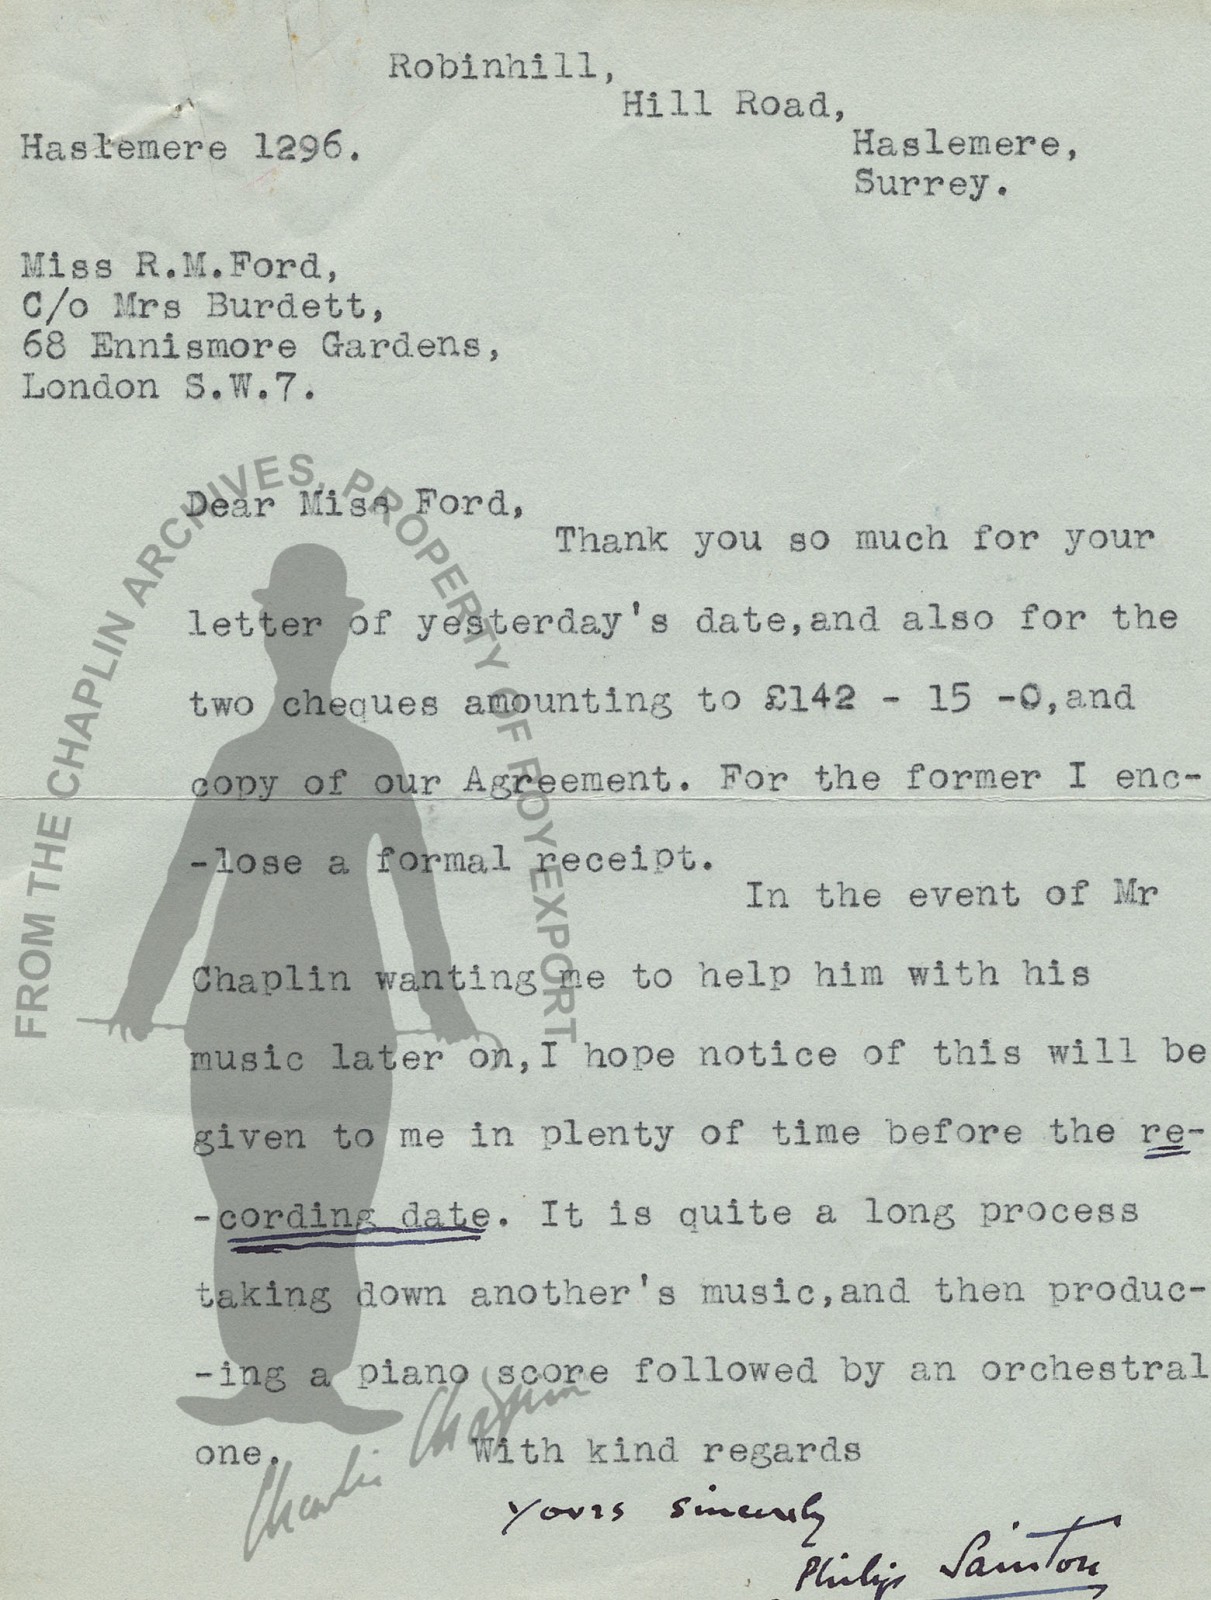 Robinhill,
Hill Road,
Haslemere 1296.
Haslemere,
Surrey.
Miss R.M.Ford,
C/o Mrs Burdett,
68 Ennismore Gardens,
London S.W.7.
Dear Miss Ford,
Thank you so much for your
letter of yesterday's date,and also for the
two cheques amounting to £142 - 15 -0,and
copy of our Agreement. For the former I enc-
-lose a formal receipt.
In the event of Mr
Chaplin wanting me to help him with his
music later on,I hope notice of this will be
given to me in plenty of time before the re-
-cording date. It is quite a long process
taking down another's music,and then produc-
-ing a piano score followed by an orchestral
one. With kind regards
Yours sincerely
Philip Sainton
FROM THE CHAPLIN ARCHIVES, PROPERTY OF ROY EXPORT
Charlie Chaplin